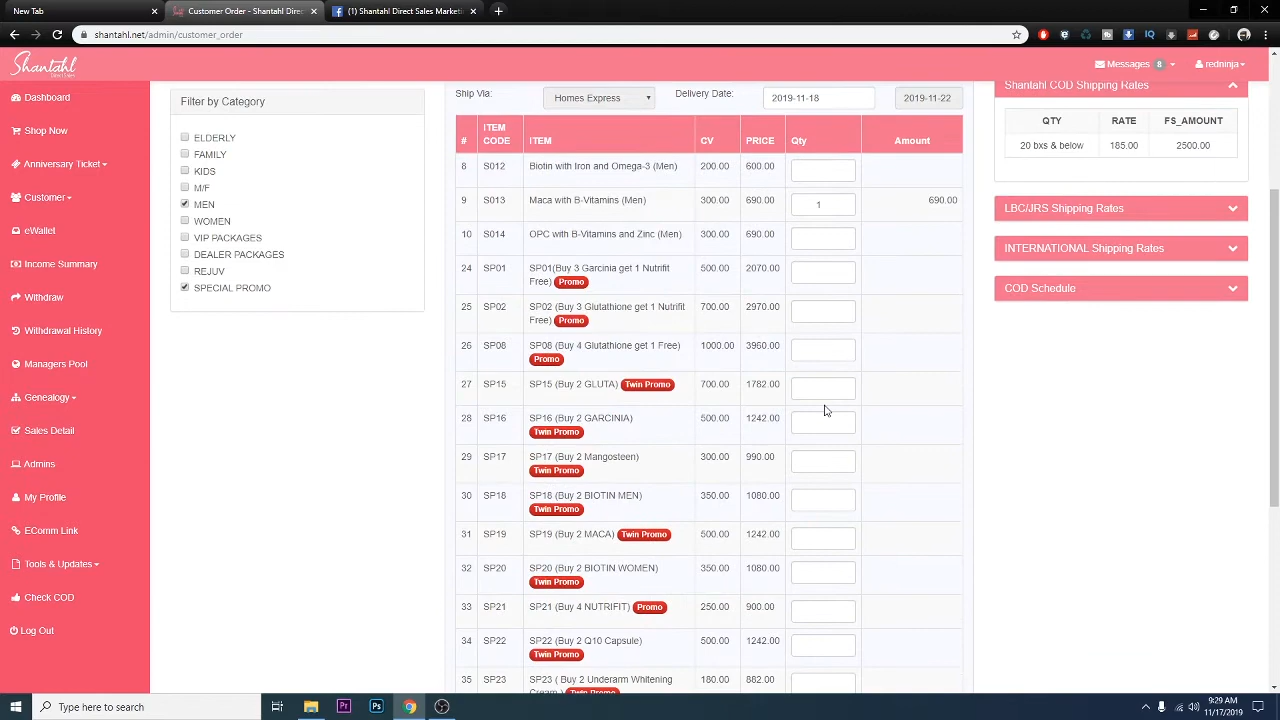 New Tab
Customer Order - Shantahl Direc
(1) Shantahl Direct Sales Marketing
shantahl.net/admin/customer_order
Shantahl
Direct Sales
Messages 8
redninja
Dashboard
Shop Now
Anniversary Ticket
Customer
eWallet
Income Summary
Withdraw
Withdrawal History
Managers Pool
Genealogy
Sales Detail
Admins
My Profile
EComm Link
Tools & Updates
Check COD
Log Out
Filter by Category
ELDERLY
FAMILY
KIDS
M/F
MEN
WOMEN
VIP PACKAGES
DEALER PACKAGES
REJUV
SPECIAL PROMO
Ship Via: Homes Express Delivery Date: 2019-11-18 2019-11-22
# ITEM CODE ITEM CV PRICE Qty Amount
8 S012 Biotin with Iron and Omega-3 (Men) 200.00 600.00
9 S013 Maca with B-Vitamins (Men) 300.00 690.00 1 690.00
10 S014 OPC with B-Vitamins and Zinc (Men) 300.00 690.00
24 SP01 SP01(Buy 3 Garcinia get 1 Nutrifit 500.00 2070.00
Free) Promo
25 SP02 SP02 (Buy 3 Glutathione get 1 Nutrifit 700.00 2970.00
Free) Promo
26 SP08 SP08 (Buy 4 Glutathione get 1 Free) 1000.00 3960.00
Promo
27 SP15 SP15 (Buy 2 GLUTA) Twin Promo 700.00 1782.00
28 SP16 SP16 (Buy 2 GARCINIA) 500.00 1242.00
Twin Promo
29 SP17 SP17 (Buy 2 Mangosteen) 300.00 990.00
Twin Promo
30 SP18 SP18 (Buy 2 BIOTIN MEN) 350.00 1080.00
Twin Promo
31 SP19 SP19 (Buy 2 MACA) Twin Promo 500.00 1242.00
32 SP20 SP20 (Buy 2 BIOTIN WOMEN) 350.00 1080.00
Twin Promo
33 SP21 SP21 (Buy 4 NUTRIFIT) Promo 250.00 900.00
34 SP22 SP22 (Buy 2 Q10 Capsule) 500.00 1242.00
Twin Promo
35 SP23 SP23 ( Buy 2 Underarm Whitening 180.00 882.00
Cream ) Twin Promo
Shantahl COD Shipping Rates
QTY RATE FS_AMOUNT
20 bxs & below 185.00 2500.00
LBC/JRS Shipping Rates
INTERNATIONAL Shipping Rates
COD Schedule
Type here to search
9:29 AM
11/17/2019